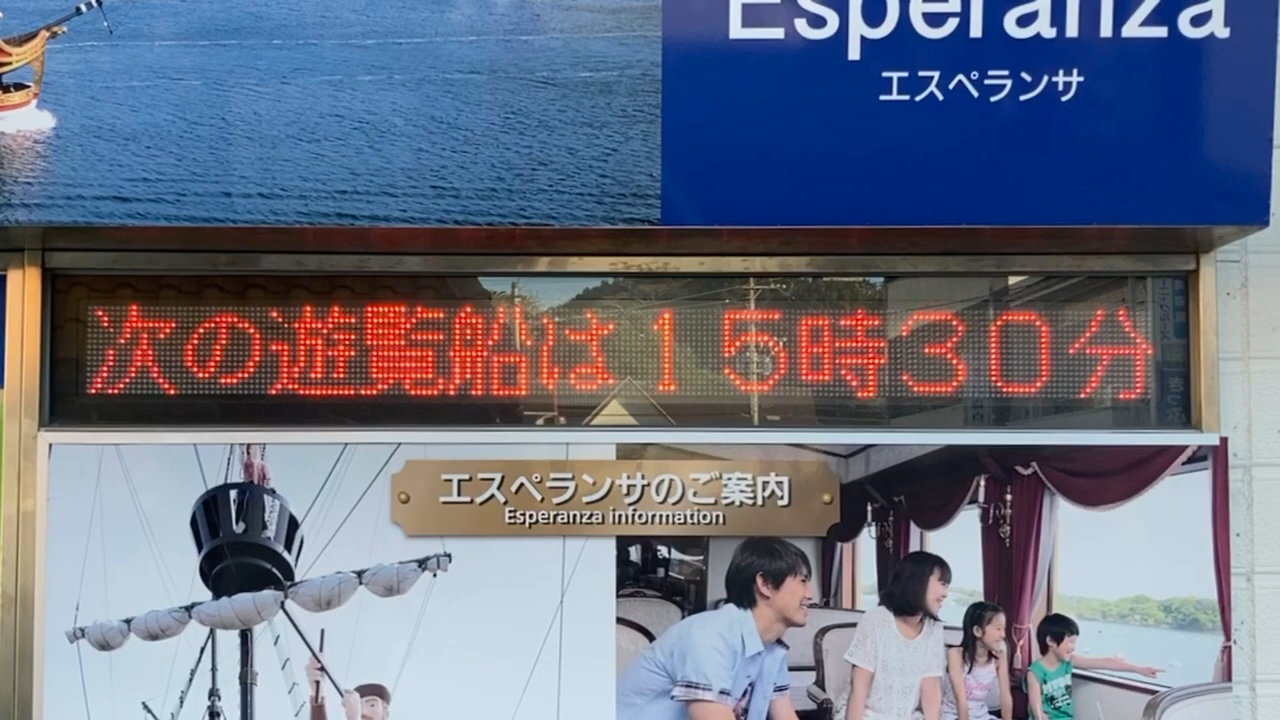 Esperanza
エスペランサ
次の遊覧船は15時30分
エスペランサのご案内
Esperanza information